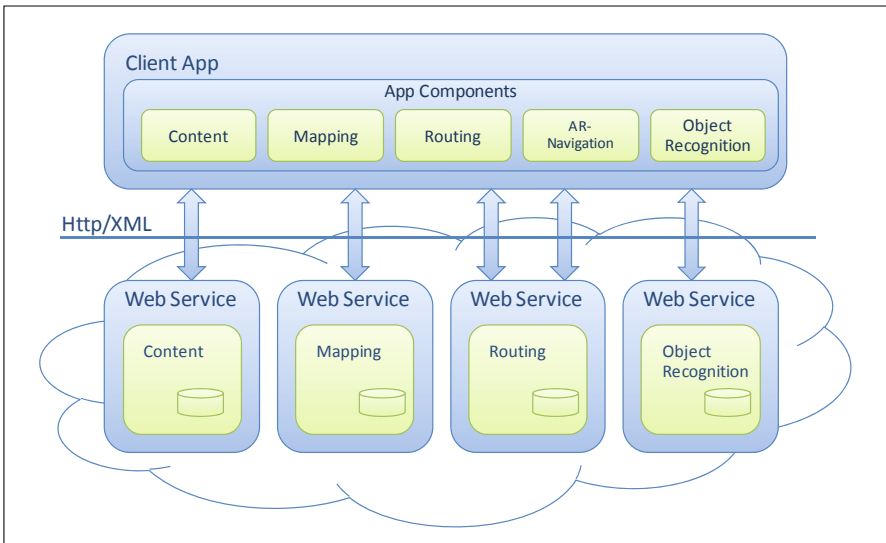 Client App
App Components
Content
Mapping
Routing
AR-
Navigation
Object
Recognition
Http/XML
Web Service
Content
Web Service
Mapping
Web Service
Routing
Web Service
Object
Recognition